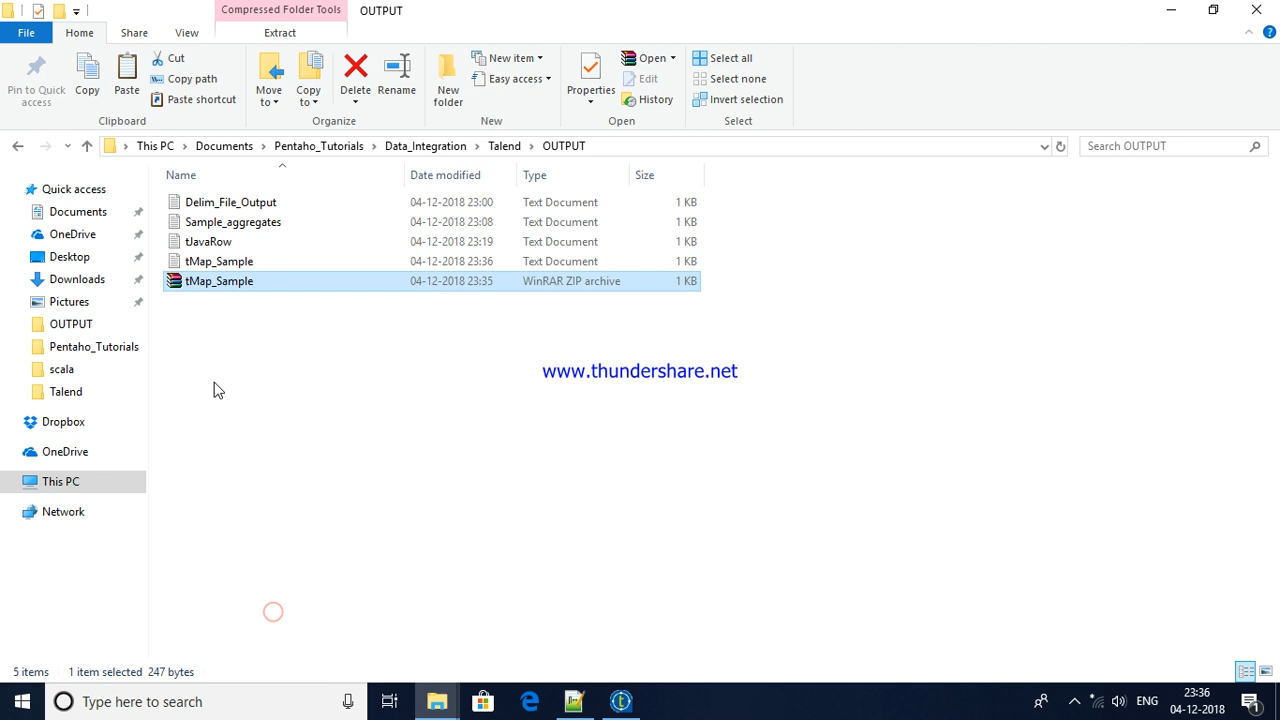 Compressed Folder Tools
OUTPUT
File
Home
Share
View
Extract
Pin to Quick access
Copy
Paste
Cut
Copy path
Paste shortcut
Clipboard
Move to
Copy to
Delete
Rename
Organize
New folder
New item
Easy access
New
Properties
Open
Edit
History
Open
Select all
Select none
Invert selection
Select
This PC > Documents > Pentaho_Tutorials > Data_Integration > Talend > OUTPUT
Search OUTPUT
Name Date modified Type Size
Delim_File_Output 04-12-2018 23:00 Text Document 1 KB
Sample_aggregates 04-12-2018 23:08 Text Document 1 KB
tJavaRow 04-12-2018 23:19 Text Document 1 KB
tMap_Sample 04-12-2018 23:36 Text Document 1 KB
tMap_Sample 04-12-2018 23:35 WinRAR ZIP archive 1 KB
Quick access
Documents
OneDrive
Desktop
Downloads
Pictures
OUTPUT
Pentaho_Tutorials
scala
Talend
Dropbox
OneDrive
This PC
Network
www.thundershare.net
5 items 1 item selected 247 bytes
Type here to search
ENG
23:36
04-12-2018
1